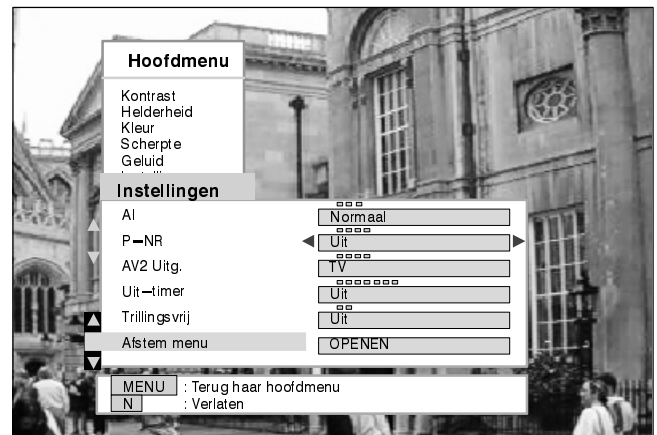 Hoofdmenu
Kontrast
Helderheid
Kleur
Scherpte
Geluid
Instellingen
AI Normaal
P-NR Uit
AV2 Uitg. TV
Uit-timer Uit
Trillingsvrij Uit
Afstem menu OPENEN
MENU : Terug haar hoofdmenu
N : Verlaten